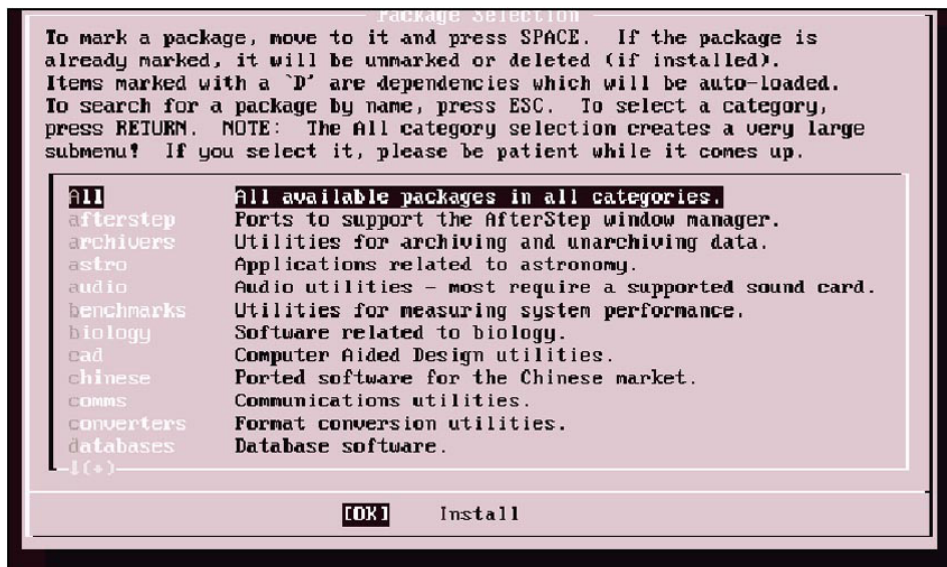 Package Selection
To mark a package, move to it and press SPACE.  If the package is
already marked, it will be unmarked or deleted (if installed).
Items marked with a `D' are dependencies which will be auto-loaded.
To search for a package by name, press ESC.  To select a category,
press RETURN.  NOTE:  The All category selection creates a very large
submenu!  If you select it, please be patient while it comes up.
All All available packages in all categories.
afterstep Ports to support the AfterStep window manager.
archivers Utilities for archiving and unarchiving data.
astro Applications related to astronomy.
audio Audio utilities - most require a supported sound card.
benchmarks Utilities for measuring system performance.
biology Software related to biology.
cad Computer Aided Design utilities.
chinese Ported software for the Chinese market.
comms Communications utilities.
converters Format conversion utilities.
databases Database software.
↓(+)
[OK] Install